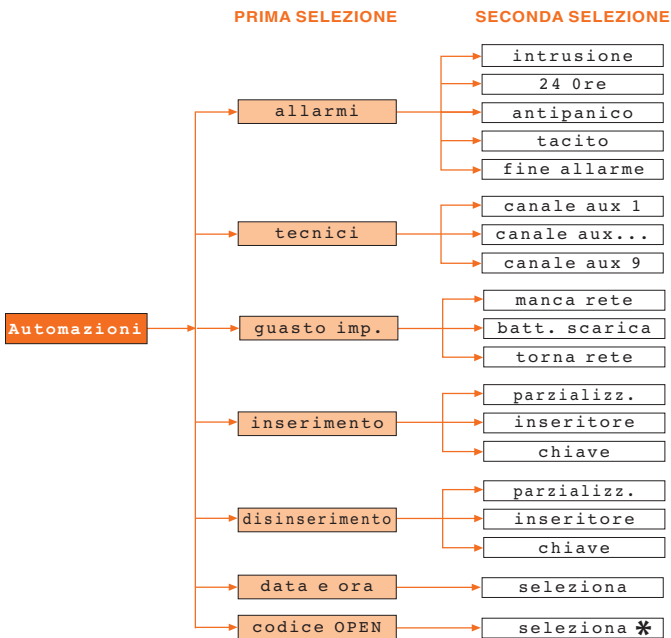 PRIMA SELEZIONE
SECONDA SELEZIONE
Automazioni
allarmi
intrusione
24 Ore
antipanico
tacito
fine allarme
tecnici
canale aux 1
canale aux...
canale aux 9
guasto imp.
manca rete
batt. scarica
torna rete
inserimento
parzializz.
inseritore
chiave
disinserimento
parzializz.
inseritore
chiave
data e ora
seleziona
codice OPEN
seleziona *